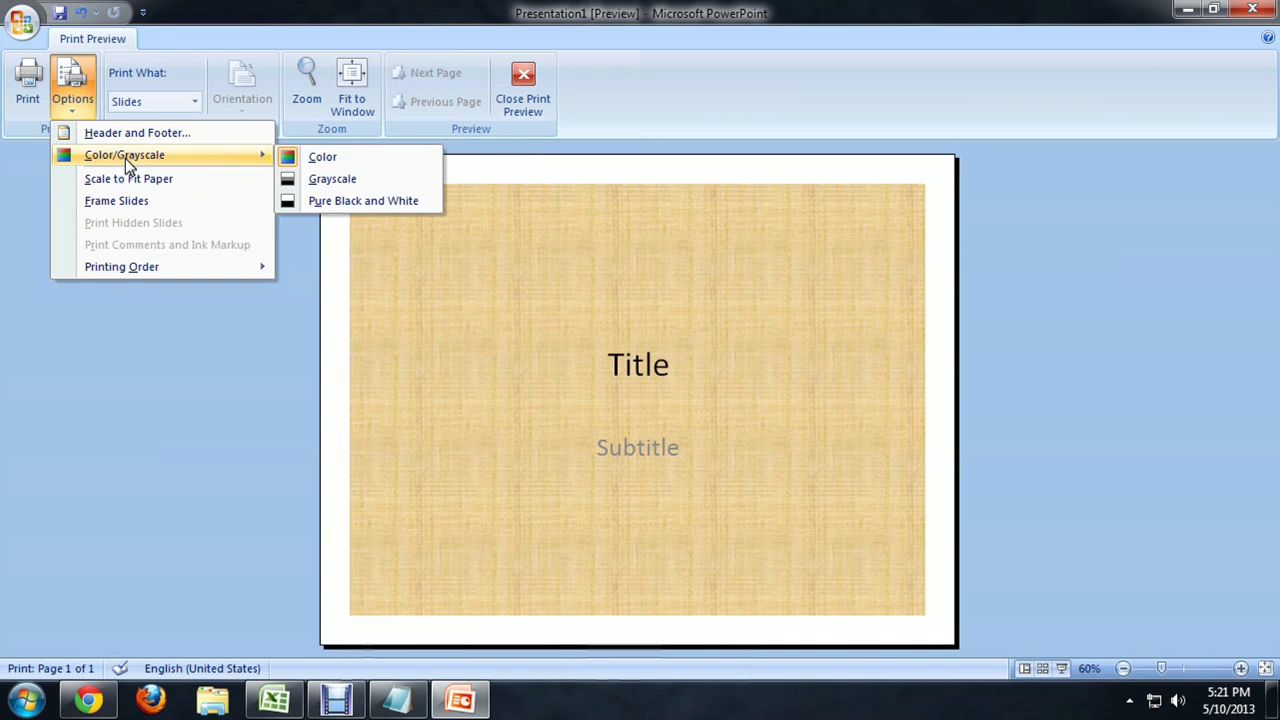 Presentation1 [Preview] - Microsoft PowerPoint
Print Preview
Print
Options
Print What:
Slides
Orientation
Zoom
Fit to Window
Zoom
Next Page
Previous Page
Close Print Preview
Preview
Header and Footer...
Color/Grayscale
Scale to Fit Paper
Frame Slides
Print Hidden Slides
Print Comments and Ink Markup
Printing Order
Color
Grayscale
Pure Black and White
Title
Subtitle
Print: Page 1 of 1
English (United States)
60%
5:21 PM
5/10/2013